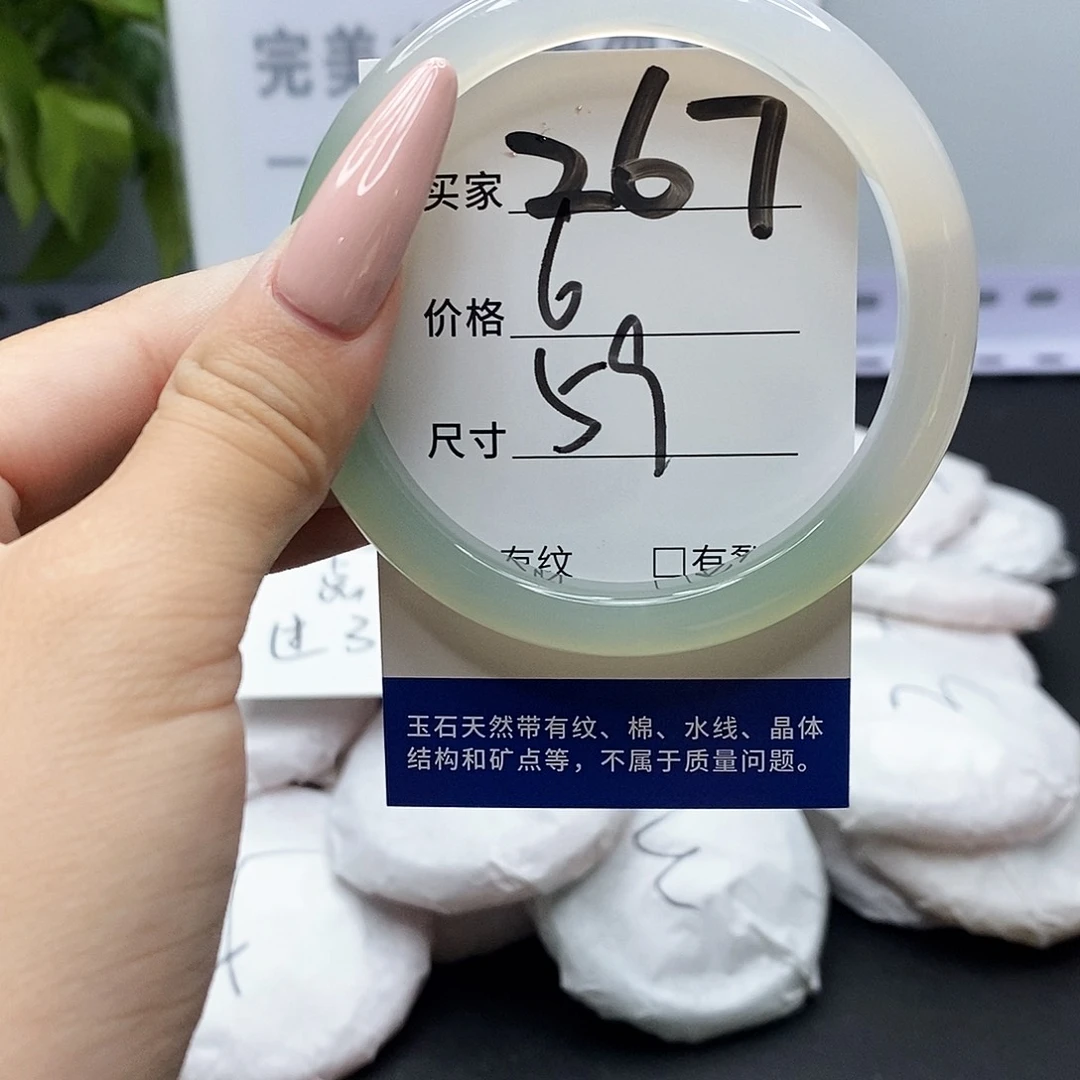 完美
买家 267
价格 6
尺寸 59
有纹 □有裂
过3
玉石天然带有纹、棉、水线、晶体
结构和矿点等，不属于质量问题。